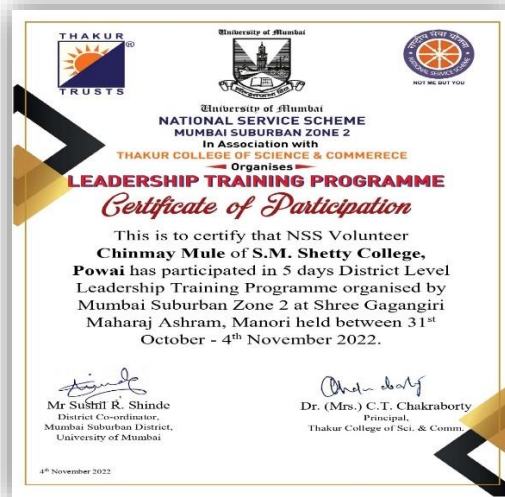 THAKUR
®
TRUSTS
University of Mumbai
राष्ट्रीय सेवा योजना
NATIONAL SERVICE SCHEME
NOT ME BUT YOU
University of Mumbai
NATIONAL SERVICE SCHEME
MUMBAI SUBURBAN ZONE 2
In Association with
THAKUR COLLEGE OF SCIENCE & COMMERECE
Organises
LEADERSHIP TRAINING PROGRAMME
Certificate of Participation
This is to certify that NSS Volunteer
Chinmay Mule of S.M. Shetty College,
Powai has participated in 5 days District Level
Leadership Training Programme organised by
Mumbai Suburban Zone 2 at Shree Gagangiri
Maharaj Ashram, Manori held between 31st
October - 4th November 2022.
Mr Sushil R. Shinde
District Co-ordinator,
Mumbai Suburban District,
University of Mumbai
Dr. (Mrs.) C.T. Chakraborty
Principal,
Thakur College of Sci. & Comm.
4th November 2022